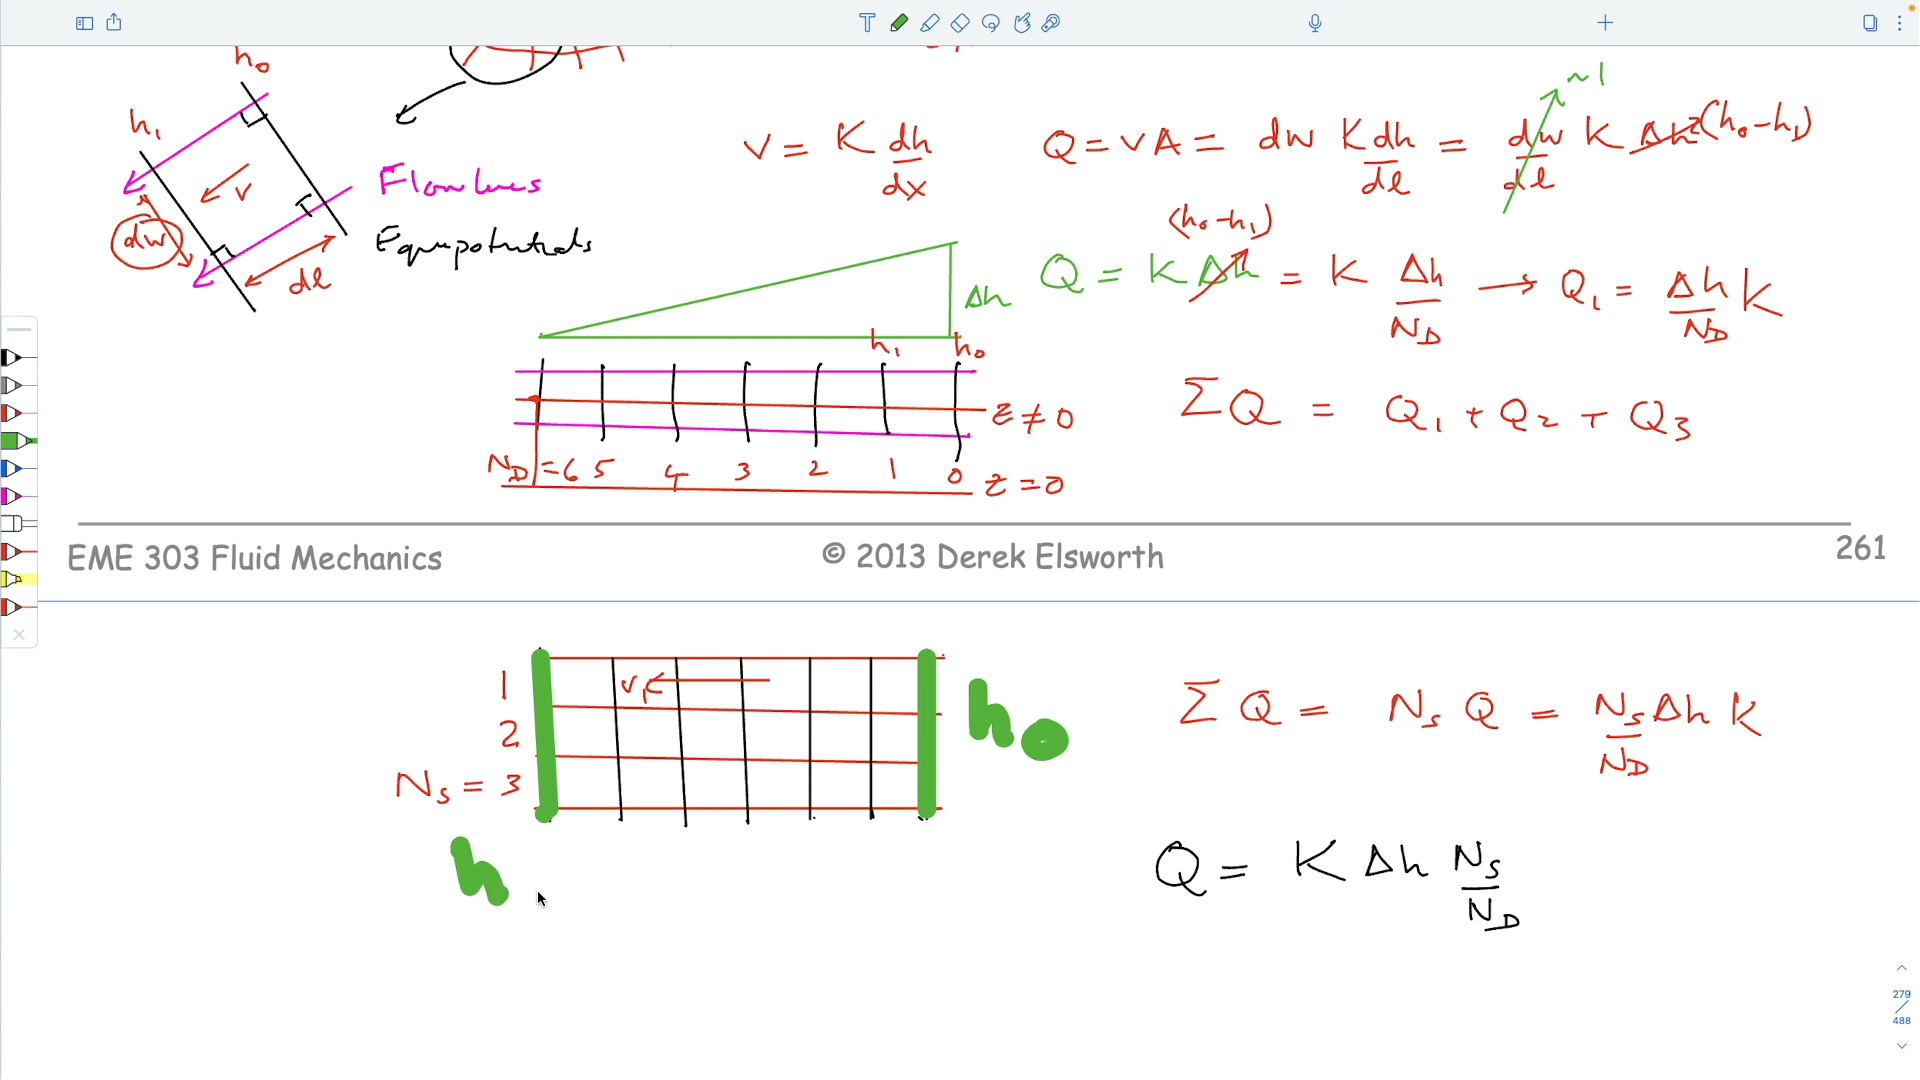 h₀
h₁
v
dw
dl
Flowlines
Equipotentials
V = K dh/dx
Q = VA = dw K dh/dl = dw/dl K Δh (h₀-h₁)
~1
(h₀-h₁)
Q = K Δh = K Δh/N_D → Q₁ = Δh/N_D K
Δh
h₁ h₀
z ≠ 0
N_D = 6 5 4 3 2 1 0 z = 0
ΣQ = Q₁ + Q₂ + Q₃
EME 303 Fluid Mechanics
© 2013 Derek Elsworth
261
1
2
N_s = 3
v₁
h₀
h
ΣQ = N_s Q = N_s/N_D Δh K
Q = K Δh N_s/N_D
279
488